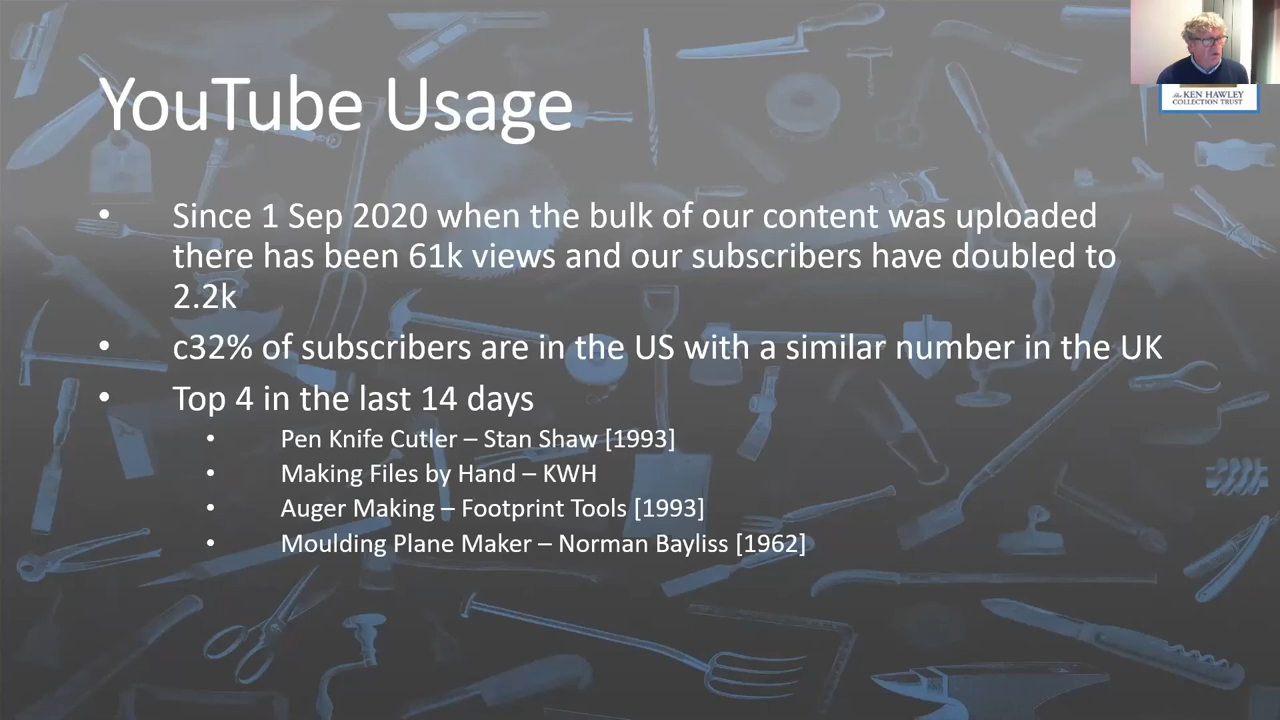 YouTube Usage
the KEN HAWLEY
COLLECTION TRUST
• Since 1 Sep 2020 when the bulk of our content was uploaded
there has been 61k views and our subscribers have doubled to
2.2k
• c32% of subscribers are in the US with a similar number in the UK
• Top 4 in the last 14 days
• Pen Knife Cutler – Stan Shaw [1993]
• Making Files by Hand – KWH
• Auger Making – Footprint Tools [1993]
• Moulding Plane Maker – Norman Bayliss [1962]